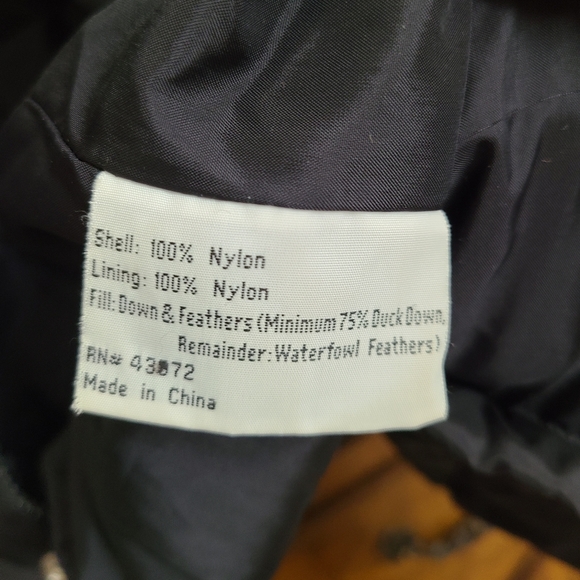 Shell: 100% Nylon
Lining: 100% Nylon
Fill: Down & Feathers (Minimum 75% Duck Down,
Remainder: Waterfowl Feathers)
RN#
Made in China